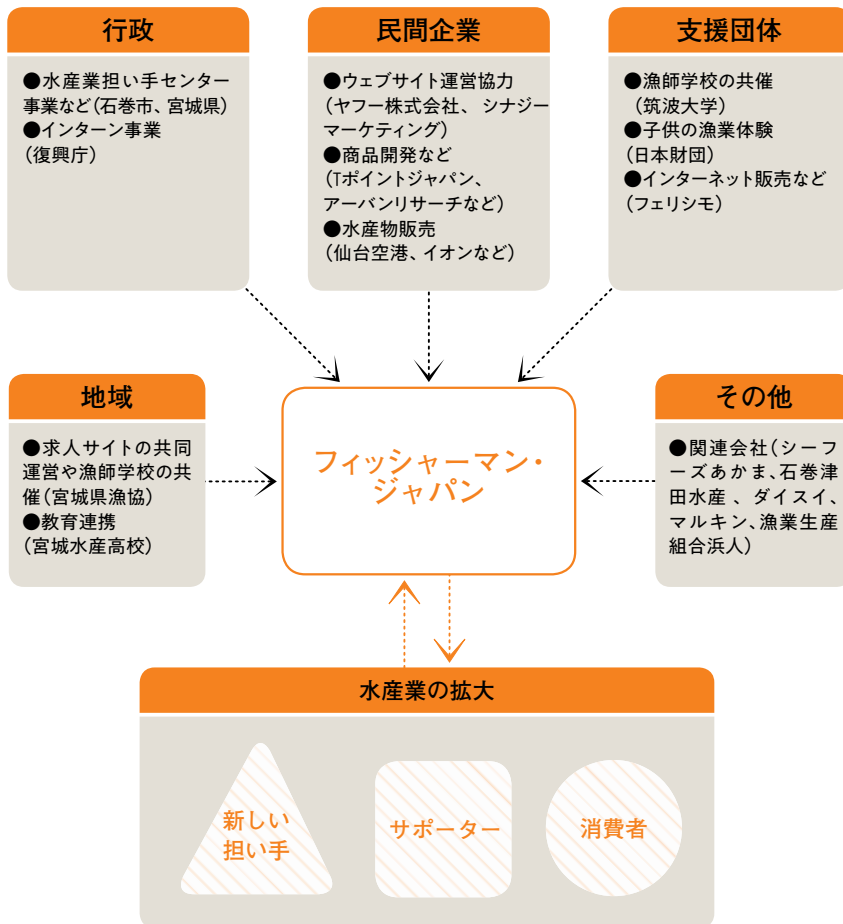 行政
●水産業担い手センター
事業など(石巻市、宮城県)
●インターン事業
(復興庁)
民間企業
●ウェブサイト運営協力
(ヤフー株式会社、シナジー
マーケティング)
●商品開発など
(Tポイントジャパン、
アーバンリサーチなど)
●水産物販売
(仙台空港、イオンなど)
支援団体
●漁師学校の共催
(筑波大学)
●子供の漁業体験
(日本財団)
●インターネット販売など
(フェリシモ)
地域
●求人サイトの共同
運営や漁師学校の共
催(宮城県漁協)
●教育連携
(宮城水産高校)
フィッシャーマン・
ジャパン
その他
●関連会社(シーフ
ーズあかま、石巻津
田水産、ダイスイ、
マルキン、漁業生産
組合浜人)
水産業の拡大
新しい
担い手
サポーター
消費者